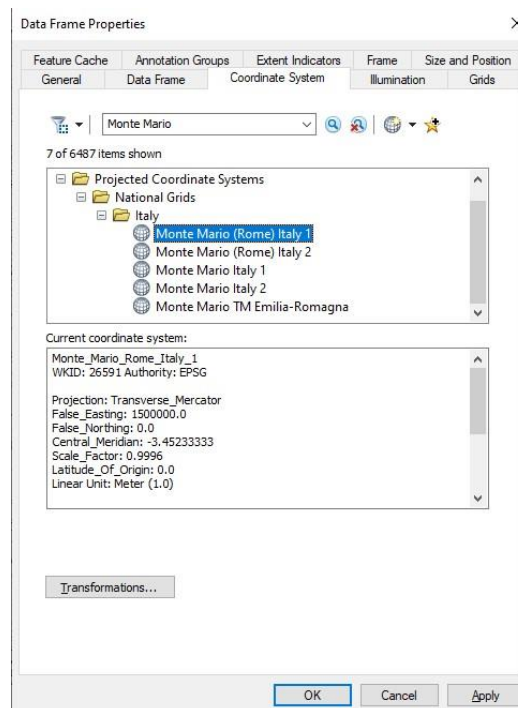 Data Frame Properties
Feature Cache Annotation Groups Extent Indicators Frame Size and Position
General Data Frame Coordinate System Illumination Grids
Monte Mario
7 of 6487 items shown
Projected Coordinate Systems
National Grids
Italy
Monte Mario (Rome) Italy 1
Monte Mario (Rome) Italy 2
Monte Mario Italy 1
Monte Mario Italy 2
Monte Mario TM Emilia-Romagna
Current coordinate system:
Monte_Mario_Rome_Italy_1
WKID: 26591 Authority: EPSG
Projection: Transverse_Mercator
False_Easting: 1500000.0
False_Northing: 0.0
Central_Meridian: -3.45233333
Scale_Factor: 0.9996
Latitude_Of_Origin: 0.0
Linear Unit: Meter (1.0)
Transformations...
OK Cancel Apply